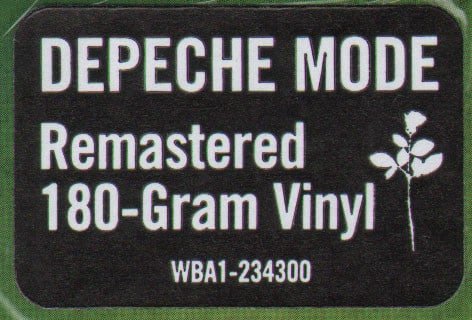 DEPECHE MODE
Remastered
180-Gram Vinyl
WBA1-234300